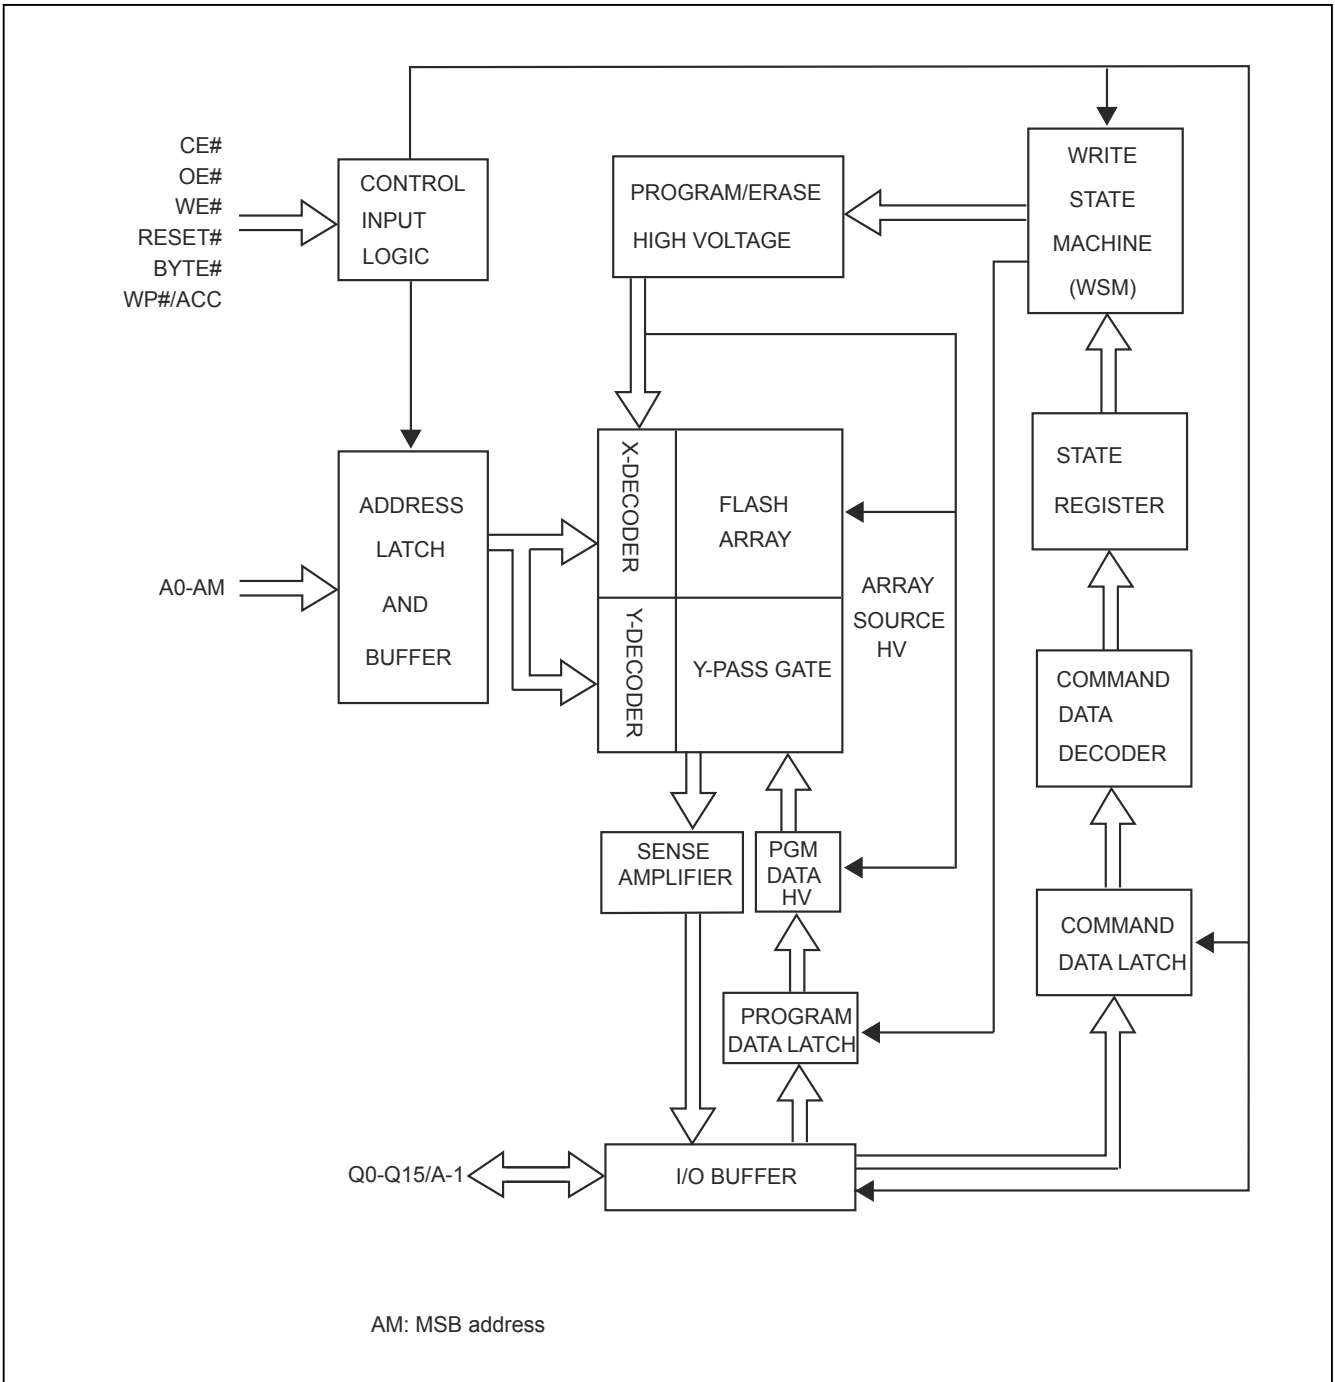 CE#
OE#
WE#
RESET#
BYTE#
WP#/ACC
CONTROL
INPUT
LOGIC
PROGRAM/ERASE
HIGH VOLTAGE
WRITE
STATE
MACHINE
(WSM)
STATE
REGISTER
A0-AM
ADDRESS
LATCH
AND
BUFFER
X-DECODER
FLASH
ARRAY
Y-DECODER
Y-PASS GATE
ARRAY
SOURCE
HV
COMMAND
DATA
DECODER
SENSE
AMPLIFIER
PGM
DATA
HV
COMMAND
DATA LATCH
PROGRAM
DATA LATCH
Q0-Q15/A-1
I/O BUFFER
AM: MSB address